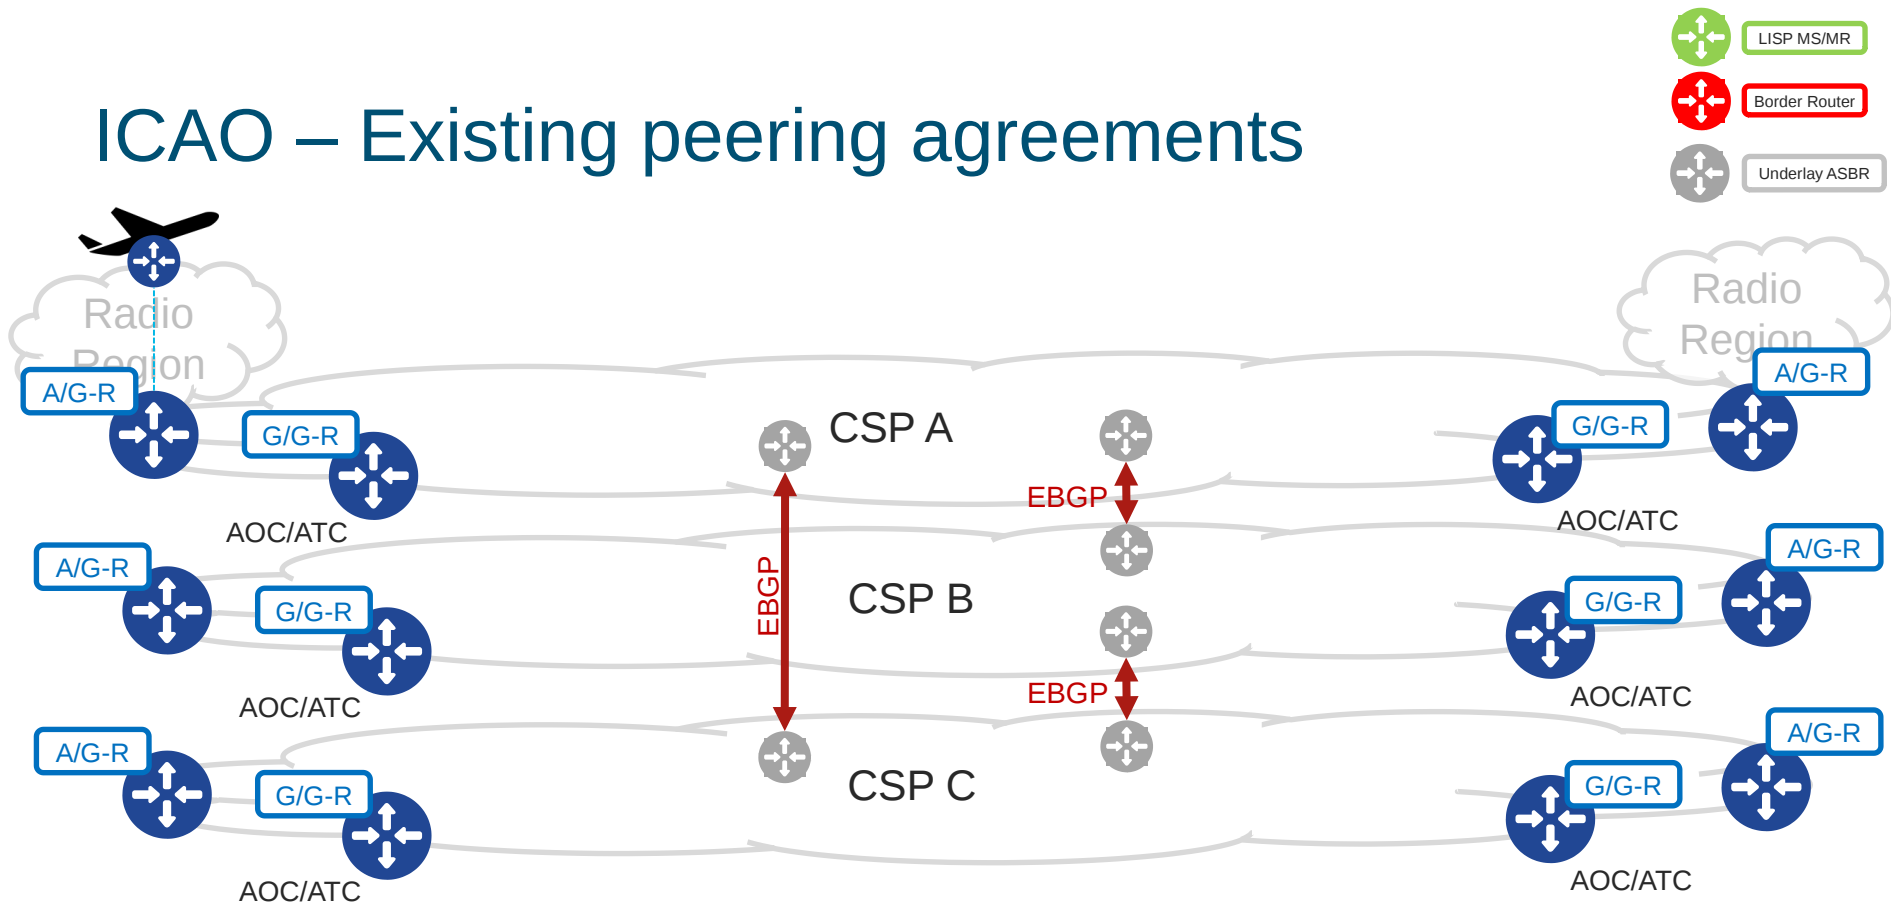 LISP MS/MR
Border Router
Underlay ASBR
ICAO – Existing peering agreements
Radio
Region
Radio
Region
A/G-R
G/G-R
AOC/ATC
CSP A
EBGP
G/G-R
A/G-R
AOC/ATC
A/G-R
G/G-R
AOC/ATC
EBGP
CSP B
EBGP
G/G-R
A/G-R
AOC/ATC
A/G-R
G/G-R
AOC/ATC
CSP C
G/G-R
A/G-R
AOC/ATC